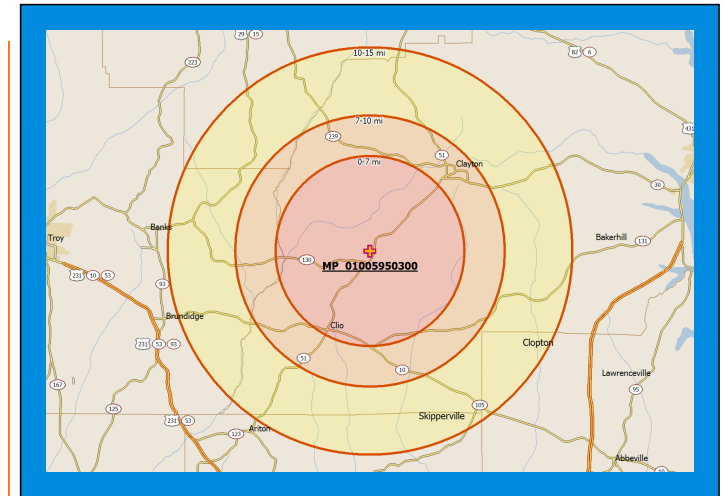 29 15
10-15 mi
82 6
223
7-10 mi
431
239
51
Clayton
0-7 mi
30
Banks
Troy
Bakerhill
131
130
MP_01005950300
231 10 53
93
Brundidge
Clio
231 53 93
Clopton
51
10
Lawrenceville
167
95
125
105
Skipperville
231 53
Ariton
123
Abbeville